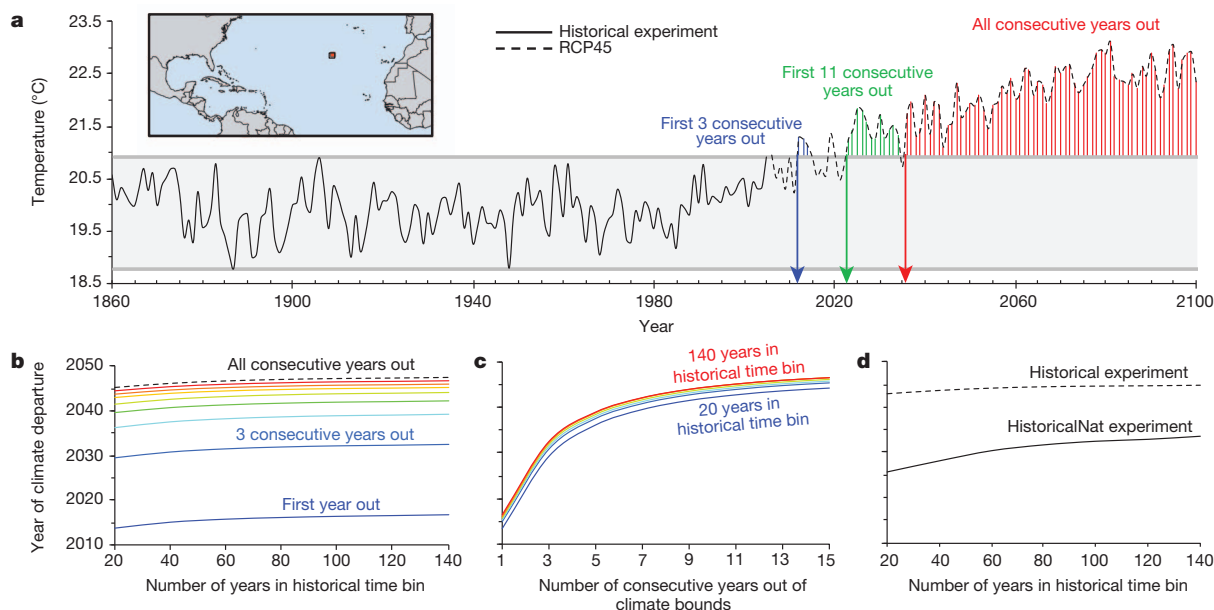 a
23.5
22.5
21.5
20.5
19.5
18.5
Temperature (°C)
Historical experiment
RCP45
First 3 consecutive
years out
First 11 consecutive
years out
All consecutive years out
1860
1900
1940
1980
2020
2060
2100
Year
b
2050
2040
2030
2020
2010
Year of climate departure
All consecutive years out
3 consecutive years out
First year out
20
40
60
80
100
120
140
Number of years in historical time bin
c
140 years in
historical time bin
20 years in
historical time bin
1
3
5
7
9
11
13
15
Number of consecutive years out of
climate bounds
d
Historical experiment
HistoricalNat experiment
20
40
60
80
100
120
140
Number of years in historical time bin